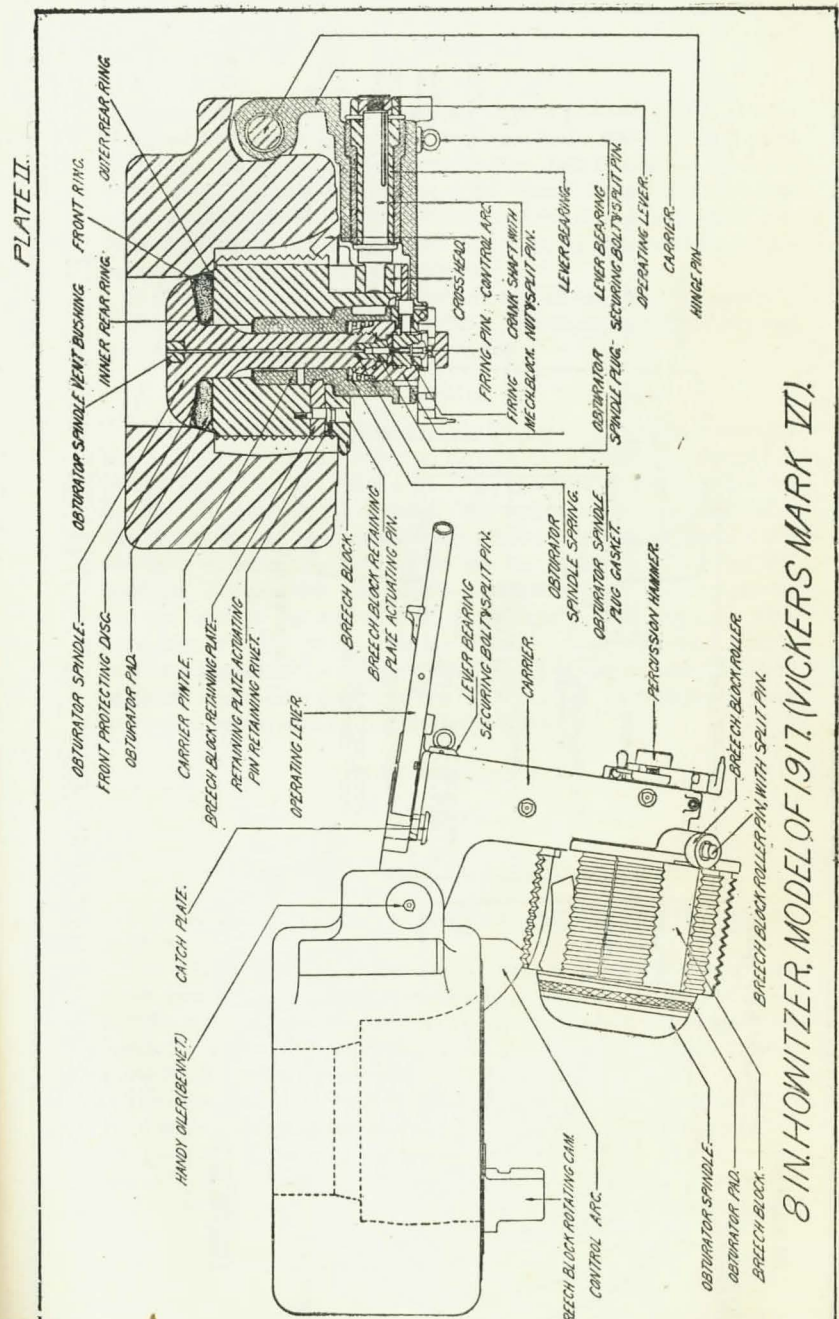 PLATE II.
OBTURATOR SPINDLE.
FRONT PROTECTING DISC.
OBTURATOR PAD.
OBTURATOR SPINDLE VENT BUSHING
INNER REAR RING.
FRONT RING.
OUTER REAR RING
CARRIER PINTLE.
BREECH BLOCK RETAINING PLATE.
RETAINING PLATE ACTUATING
PIN RETAINING RIVET.
BREECH BLOCK.
BREECH BLOCK RETAINING
PLATE ACTUATING PIN.
OBTURATOR
SPINDLE SPRING.
OBTURATOR SPINDLE
PLUG GASKET.
OBTURATOR
SPINDLE PLUG.
FIRING
MECH.BLOCK.
FIRING PIN.
CRANK SHAFT WITH
NUT & SPLIT PIN.
CONTROL ARC.
CROSS HEAD.
LEVER BEARING
LEVER BEARING
SECURING BOLT & SPLIT PIN.
OPERATING LEVER.
CARRIER.
HINGE PIN
HANDY OILER (BENNET)
CATCH PLATE.
OPERATING LEVER
LEVER BEARING
SECURING BOLT & SPLIT PIN.
CARRIER.
PERCUSSION HAMMER.
BREECH BLOCK ROLLER.
BREECH BLOCK ROLLER PIN, WITH SPLIT PIN.
BLOCK ROTATING CAM.
CONTROL ARC.
OBTURATOR SPINDLE.
OBTURATOR PAD.
BREECH BLOCK.
8 IN. HOWITZER, MODEL OF 1917. (VICKERS MARK VI).